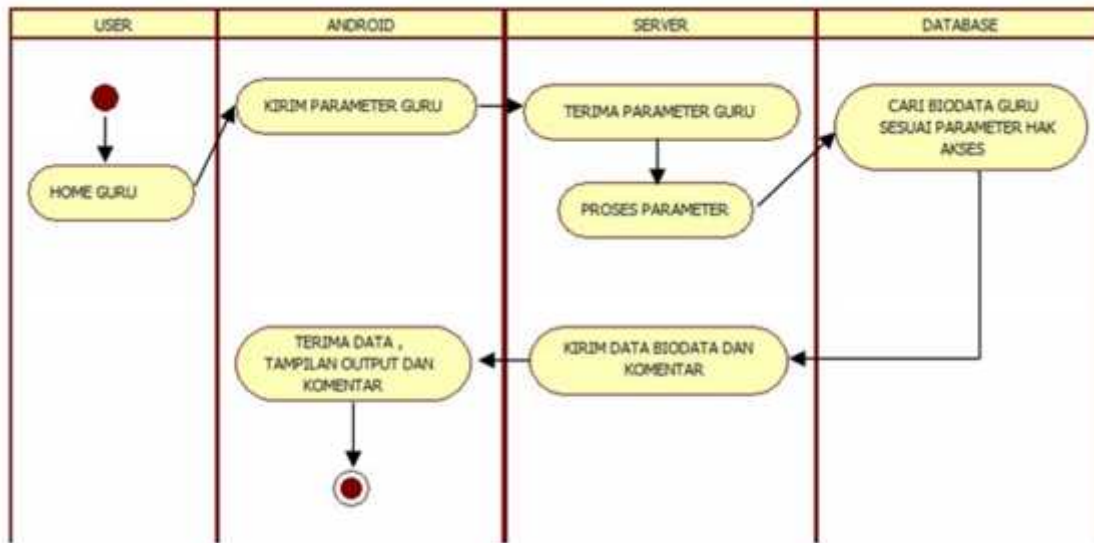 USER
ANDROID
SERVER
DATABASE
HOME GURU
KIRIM PARAMETER GURU
TERIMA PARAMETER GURU
PROSES PARAMETER
CARI BIODATA GURU
SESUAI PARAMETER HAK
AKSES
KIRIM DATA BIODATA DAN
KOMENTAR
TERIMA DATA ,
TAMPILAN OUTPUT DAN
KOMENTAR